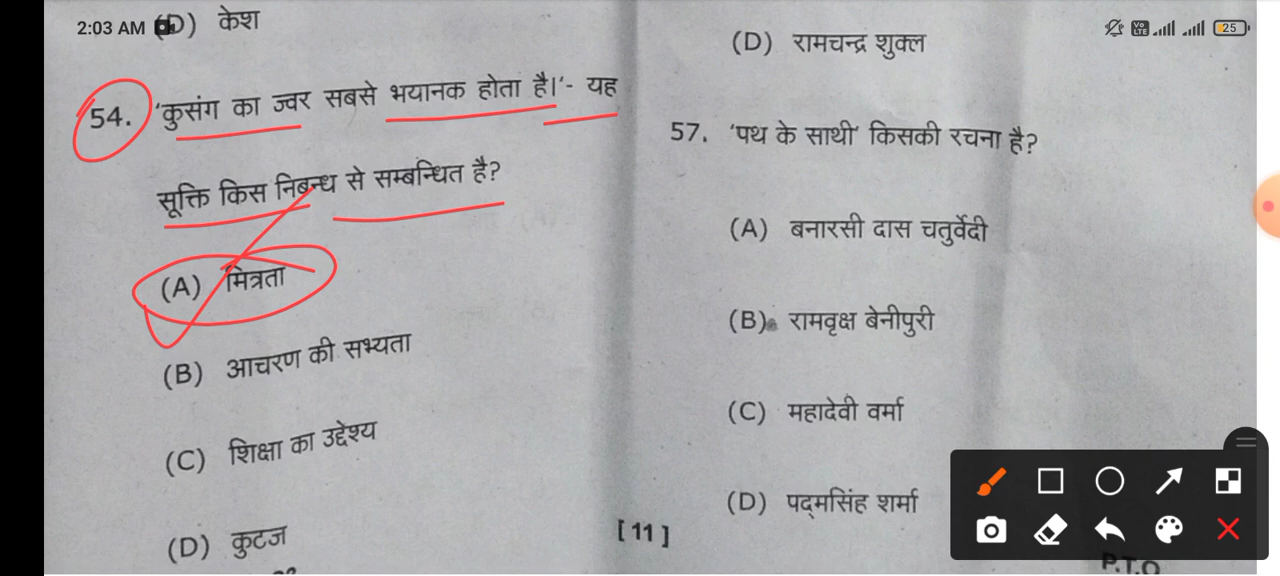 2:03 AM (D) केश
54. 'कुसंग का ज्वर सबसे भयानक होता है।'- यह
सूक्ति किस निबन्ध से सम्बन्धित है?
(A) मित्रता
(B) आचरण की सभ्यता
(C) शिक्षा का उद्देश्य
(D) कुटज
[11]
25
(D) रामचन्द्र शुक्ल
57. 'पथ के साथी' किसकी रचना है?
(A) बनारसी दास चतुर्वेदी
(B) रामवृक्ष बेनीपुरी
(C) महादेवी वर्मा
(D) पद्मसिंह शर्मा
P.T.O